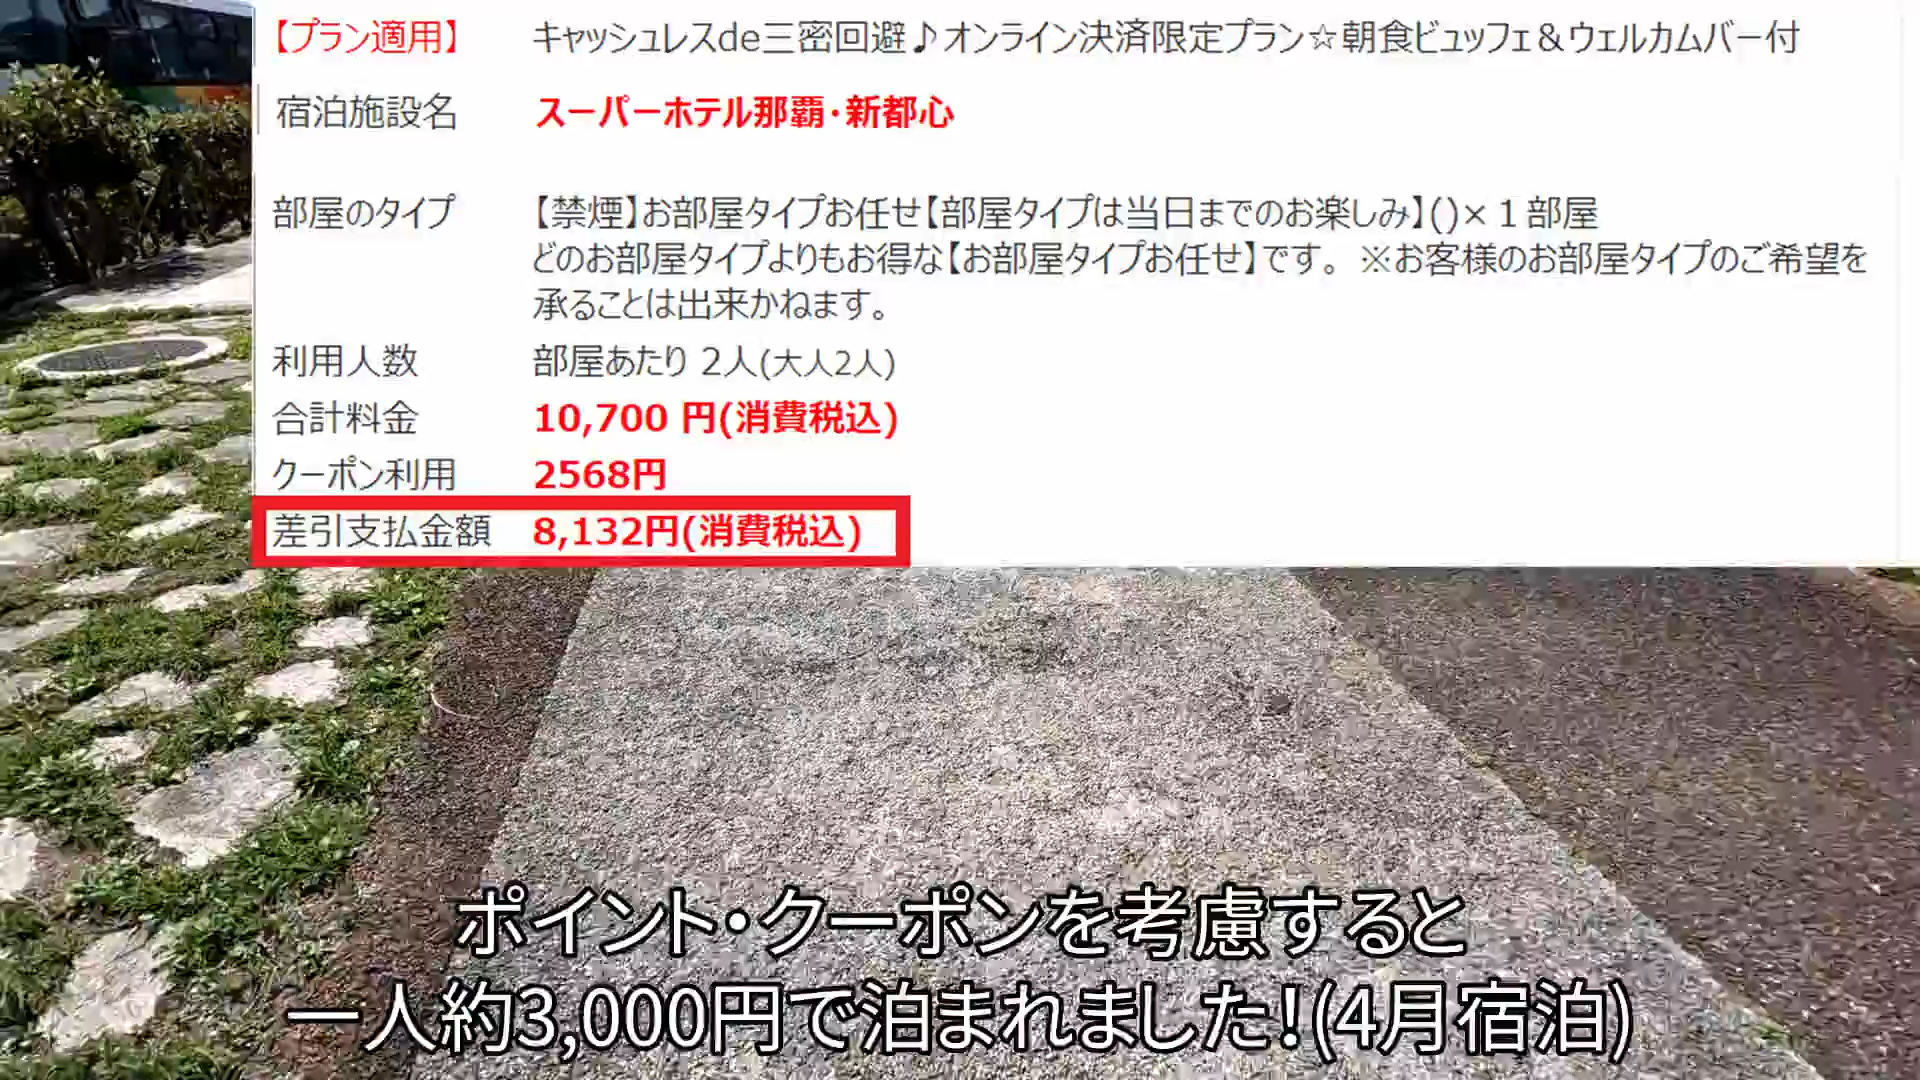 【プラン適用】 キャッシュレスde三密回避♪オンライン決済限定プラン☆朝食ビュッフェ＆ウェルカムバー付
宿泊施設名 スーパーホテル那覇・新都心
部屋のタイプ 【禁煙】お部屋タイプお任せ【部屋タイプは当日までのお楽しみ】()×１部屋
どのお部屋タイプよりもお得な【お部屋タイプお任せ】です。※お客様のお部屋タイプのご希望を
承ることは出来かねます。
利用人数 部屋あたり 2人(大人2人)
合計料金 10,700 円(消費税込)
クーポン利用 2568円
差引支払金額 8,132円(消費税込)
ポイント・クーポンを考慮すると
一人約3,000円で泊まれました!(4月宿泊)